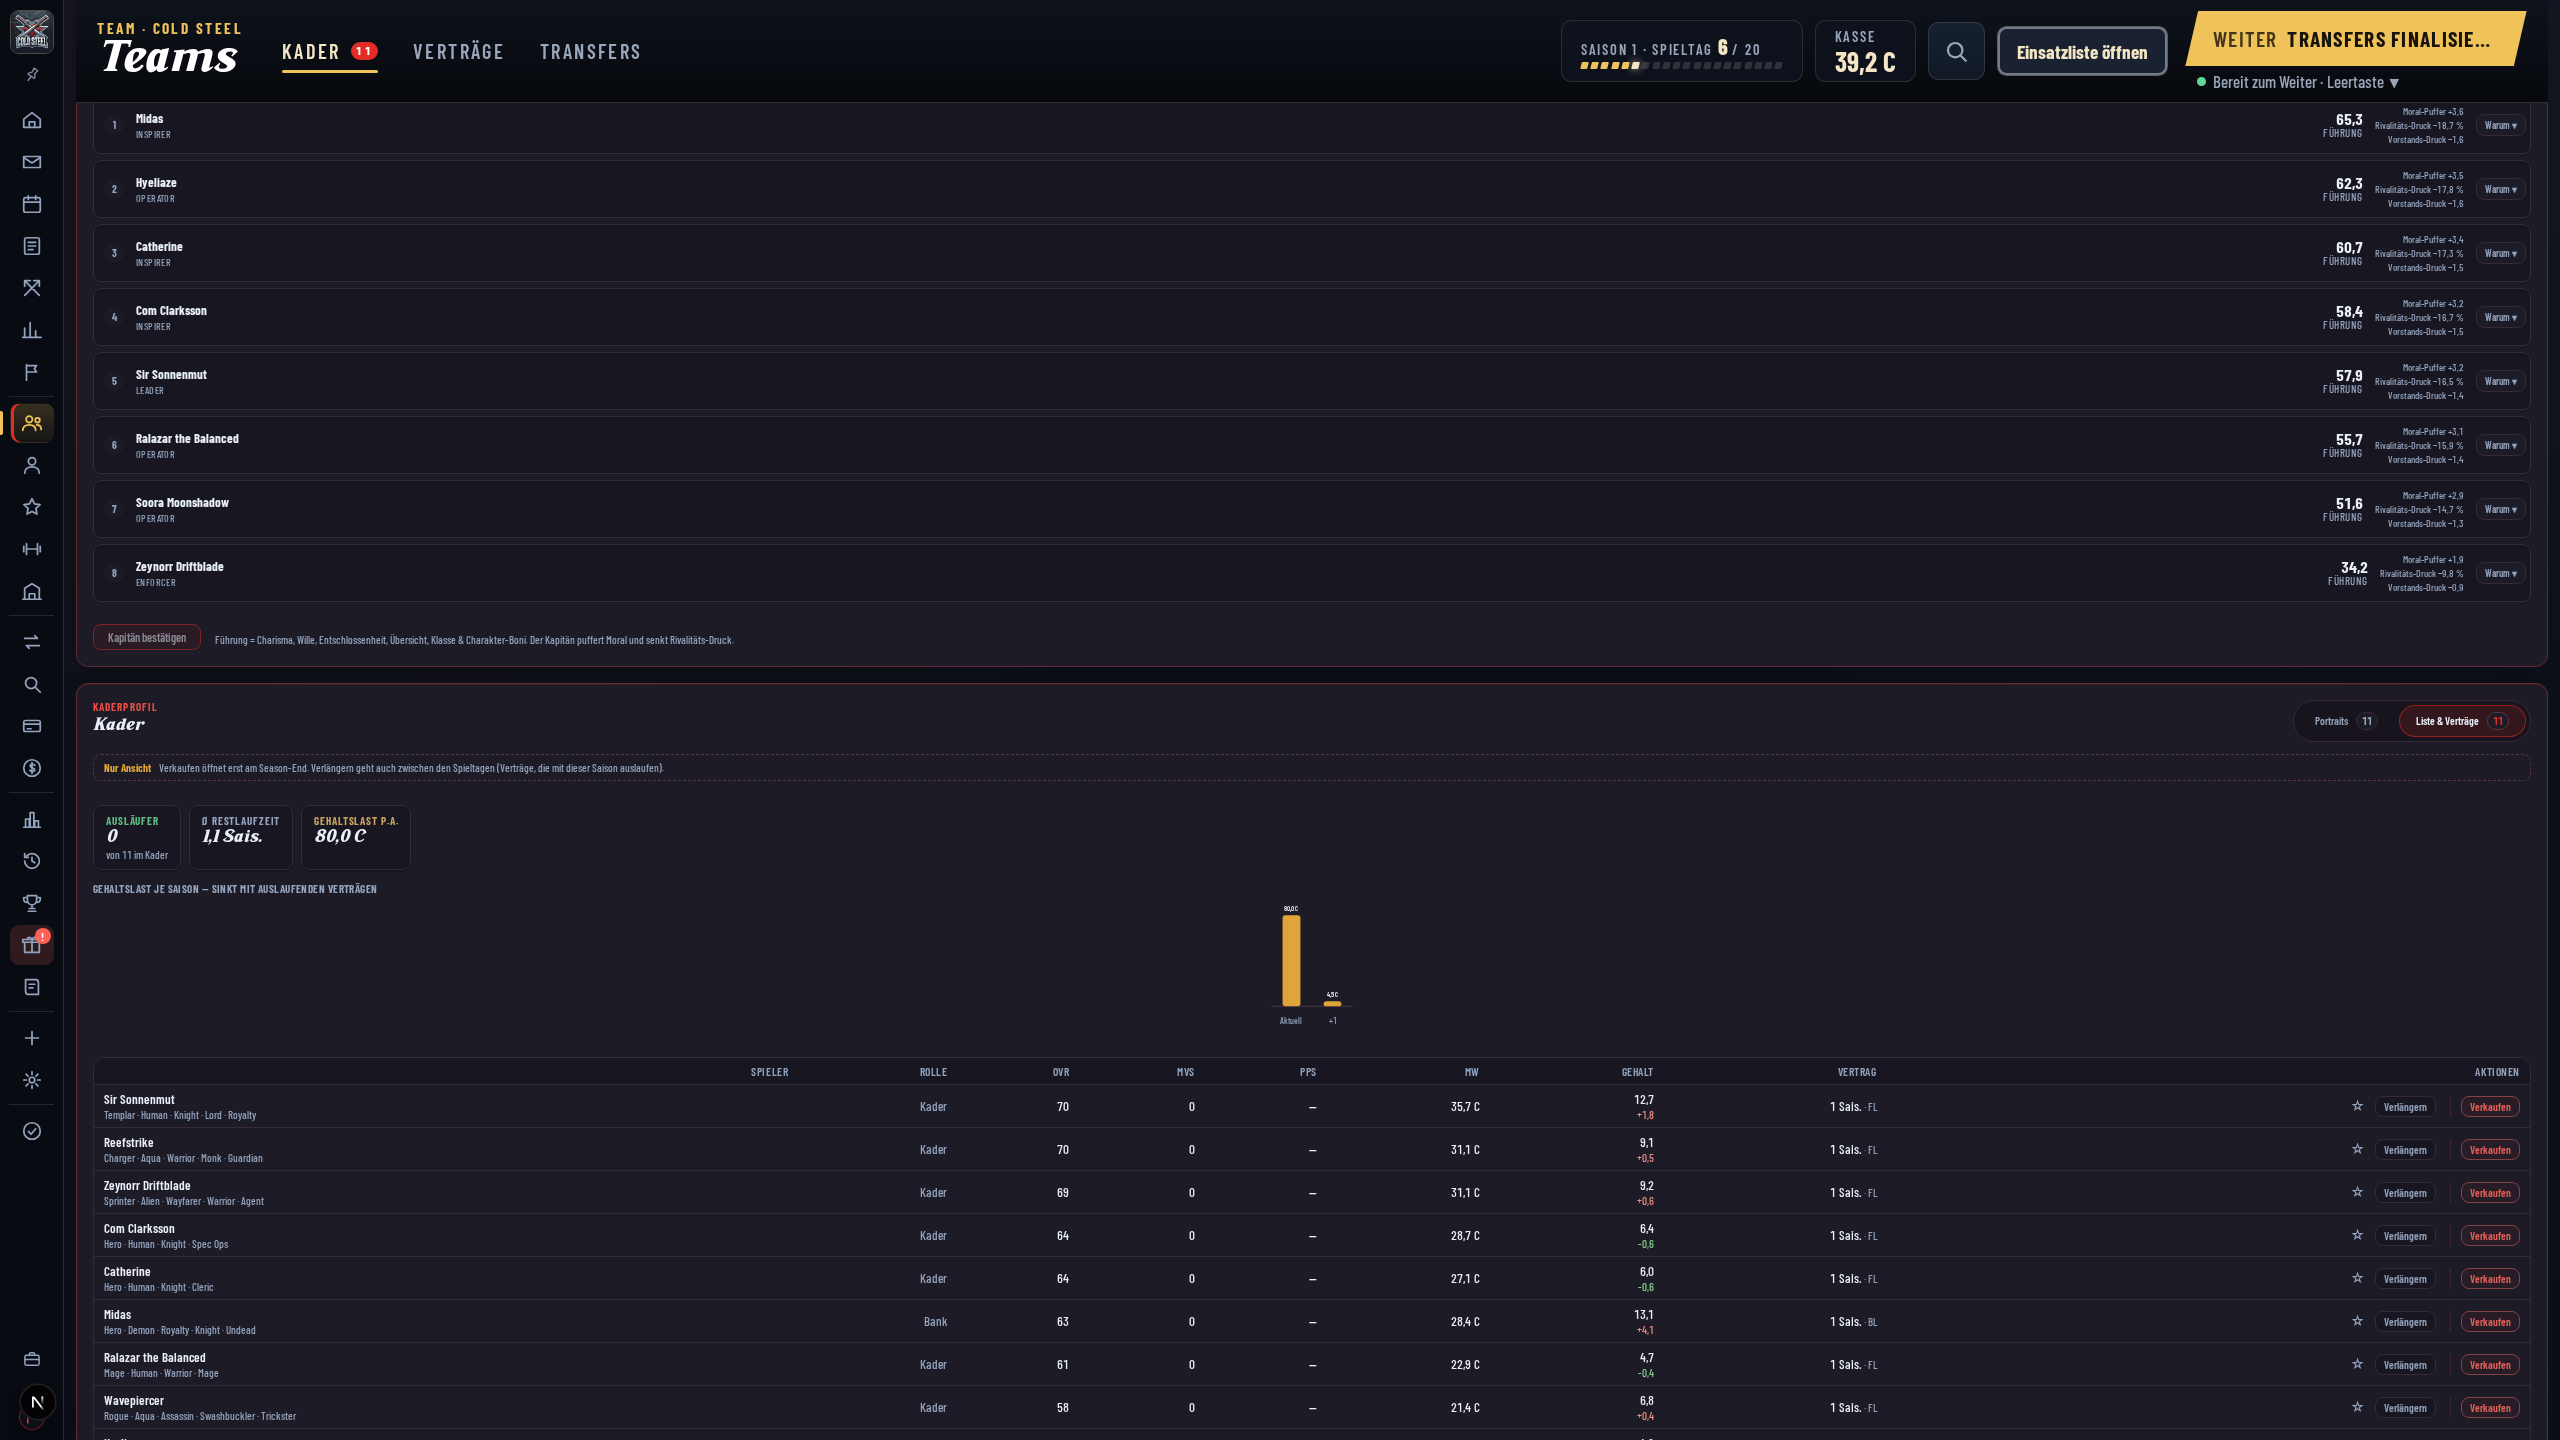 COLD STEEL
TEAM · COLD STEEL
Teams
KADER 11
VERTRÄGE
TRANSFERS
SAISON 1 · SPIELTAG 6 / 20
KASSE
39,2 C
Einsatzliste öffnen
WEITER TRANSFERS FINALISIE...
Bereit zum Weiter · Leertaste ▼
1 Midas
INSPIRER
65,3
FÜHRUNG
Moral-Puffer +3,6
Rivalitäts-Druck −18,7 %
Vorstands-Druck −1,6
Warum ▾
2 Hyeliaze
OPERATOR
62,3
FÜHRUNG
Moral-Puffer +3,5
Rivalitäts-Druck −17,8 %
Vorstands-Druck −1,6
Warum ▾
3 Catherine
INSPIRER
60,7
FÜHRUNG
Moral-Puffer +3,4
Rivalitäts-Druck −17,3 %
Vorstands-Druck −1,5
Warum ▾
4 Com Clarksson
INSPIRER
58,4
FÜHRUNG
Moral-Puffer +3,2
Rivalitäts-Druck −16,7 %
Vorstands-Druck −1,5
Warum ▾
5 Sir Sonnenmut
LEADER
57,9
FÜHRUNG
Moral-Puffer +3,2
Rivalitäts-Druck −16,5 %
Vorstands-Druck −1,4
Warum ▾
6 Ralazar the Balanced
OPERATOR
55,7
FÜHRUNG
Moral-Puffer +3,1
Rivalitäts-Druck −15,9 %
Vorstands-Druck −1,4
Warum ▾
7 Soora Moonshadow
OPERATOR
51,6
FÜHRUNG
Moral-Puffer +2,9
Rivalitäts-Druck −14,7 %
Vorstands-Druck −1,3
Warum ▾
8 Zeynorr Driftblade
ENFORCER
34,2
FÜHRUNG
Moral-Puffer +1,9
Rivalitäts-Druck −9,8 %
Vorstands-Druck −0,9
Warum ▾
Kapitän bestätigen
Führung = Charisma, Wille, Entschlossenheit, Übersicht, Klasse & Charakter-Boni. Der Kapitän puffert Moral und senkt Rivalitäts-Druck.
KADERPROFIL
Kader
Portraits 11
Liste & Verträge 11
Nur Ansicht Verkaufen öffnet erst am Season-End. Verlängern geht auch zwischen den Spieltagen (Verträge, die mit dieser Saison auslaufen).
AUSLÄUFER
0
von 11 im Kader
Ø RESTLAUFZEIT
1,1 Sais.
GEHALTSLAST P.A.
80,0 C
GEHALTSLAST JE SAISON — SINKT MIT AUSLAUFENDEN VERTRÄGEN
80,0 C
4,5 C
Aktuell
+1
SPIELER ROLLE OVR MVS PPS MW GEHALT VERTRAG AKTIONEN
Sir Sonnenmut Kader 70 0 — 35,7 C 12,7 1 Sais. · FL ☆ Verlängern Verkaufen
Templar · Human · Knight · Lord · Royalty +1,8
Reefstrike Kader 70 0 — 31,1 C 9,1 1 Sais. · FL ☆ Verlängern Verkaufen
Charger · Aqua · Warrior · Monk · Guardian +0,5
Zeynorr Driftblade Kader 69 0 — 31,1 C 9,2 1 Sais. · FL ☆ Verlängern Verkaufen
Sprinter · Alien · Wayfarer · Warrior · Agent +0,6
Com Clarksson Kader 64 0 — 28,7 C 6,4 1 Sais. · FL ☆ Verlängern Verkaufen
Hero · Human · Knight · Spec Ops -0,6
Catherine Kader 64 0 — 27,1 C 6,0 1 Sais. · FL ☆ Verlängern Verkaufen
Hero · Human · Knight · Cleric -0,6
Midas Bank 63 0 — 28,4 C 13,1 1 Sais. · BL ☆ Verlängern Verkaufen
Hero · Demon · Royalty · Knight · Undead +4,1
Ralazar the Balanced Kader 61 0 — 22,9 C 4,7 1 Sais. · FL ☆ Verlängern Verkaufen
Mage · Human · Warrior · Mage -0,4
Wavepiercer Kader 58 0 — 21,4 C 6,8 1 Sais. · FL ☆ Verlängern Verkaufen
Rogue · Aqua · Assassin · Swashbuckler · Trickster +0,4
N
!